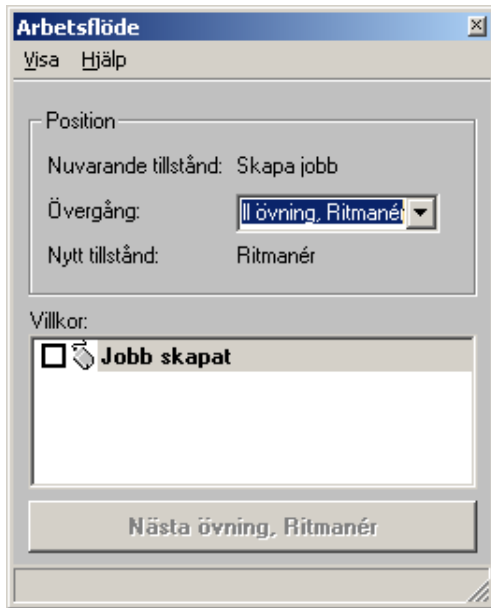 Arbetsflöde
Visa Hjälp
Position
Nuvarande tillstånd: Skapa jobb
Övergång: ll övning, Ritmanér
Nytt tillstånd: Ritmanér
Villkor:
Jobb skapat
Nästa övning, Ritmanér